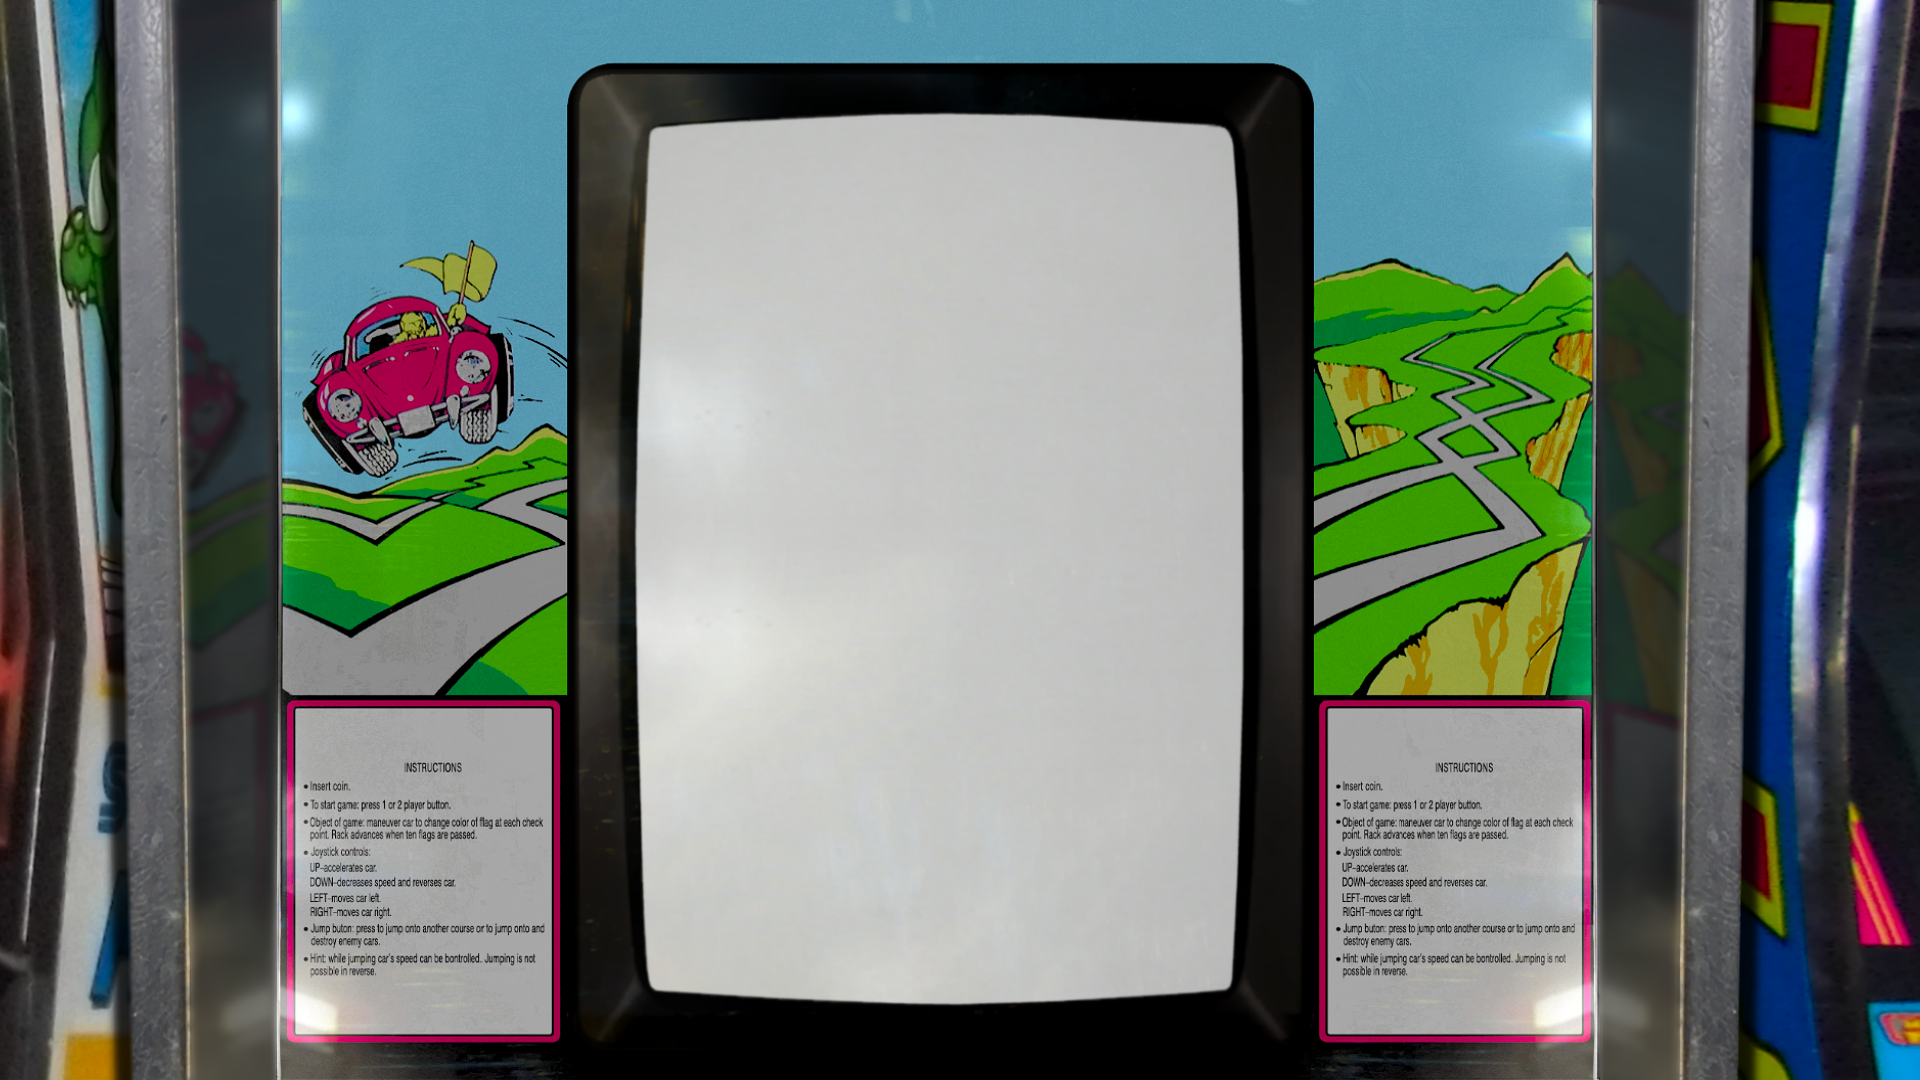 INSTRUCTIONS
• Insert coin.
• To start game: press 1 or 2 player button.
• Object of game: maneuver car to change color of flag at each check
point. Rack advances when ten flags are passed.
• Joystick controls:
UP–accelerates car.
DOWN–decreases speed and reverses car.
LEFT–moves car left.
RIGHT–moves car right.
• Jump buton: press to jump onto another course or to jump onto and
destroy enemy cars.
• Hint: while jumping car's speed can be bontrolled. Jumping is not
possible in reverse.
INSTRUCTIONS
• Insert coin.
• To start game: press 1 or 2 player button.
• Object of game: maneuver car to change color of flag at each check
point. Rack advances when ten flags are passed.
• Joystick controls:
UP–accelerates car.
DOWN–decreases speed and reverses car.
LEFT–moves car left.
RIGHT–moves car right.
• Jump buton: press to jump onto another course or to jump onto and
destroy enemy cars.
• Hint: while jumping car's speed can be bontrolled. Jumping is not
possible in reverse.